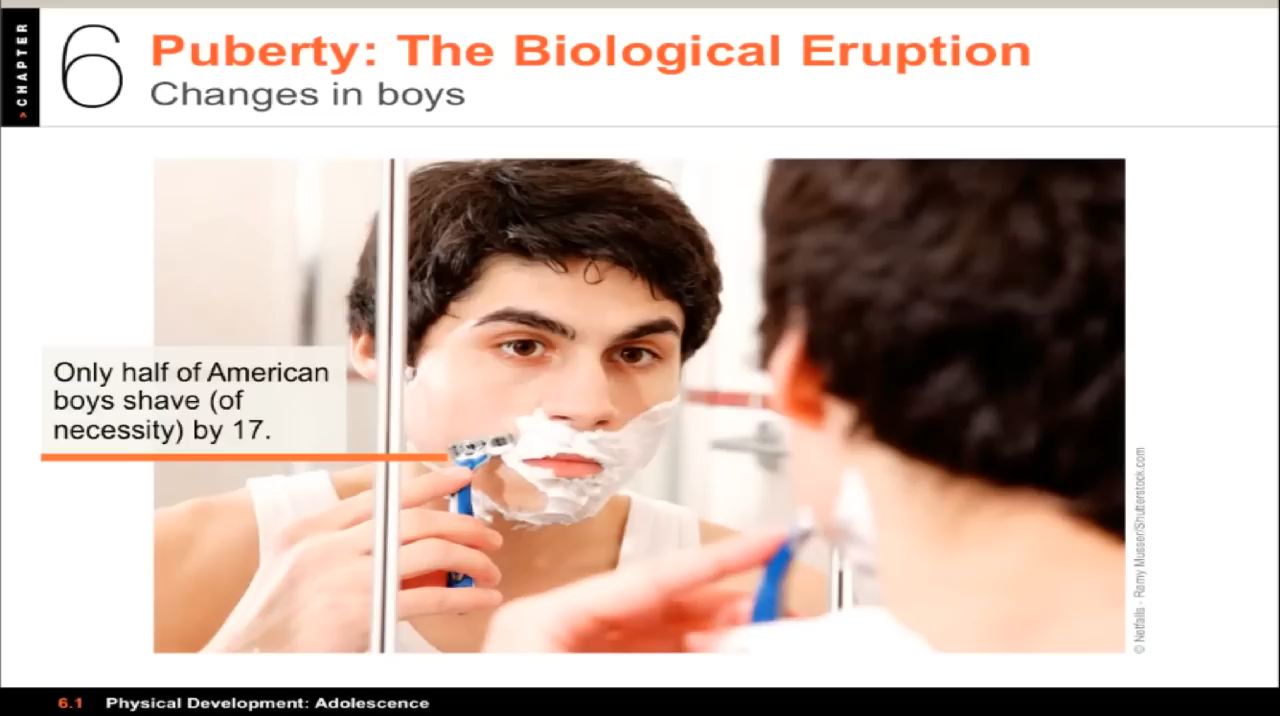 > CHAPTER
6
Puberty: The Biological Eruption
Changes in boys
Only half of American
boys shave (of
necessity) by 17.
© Netfalls - Remy Musser/Shutterstock.com
6.1 Physical Development: Adolescence